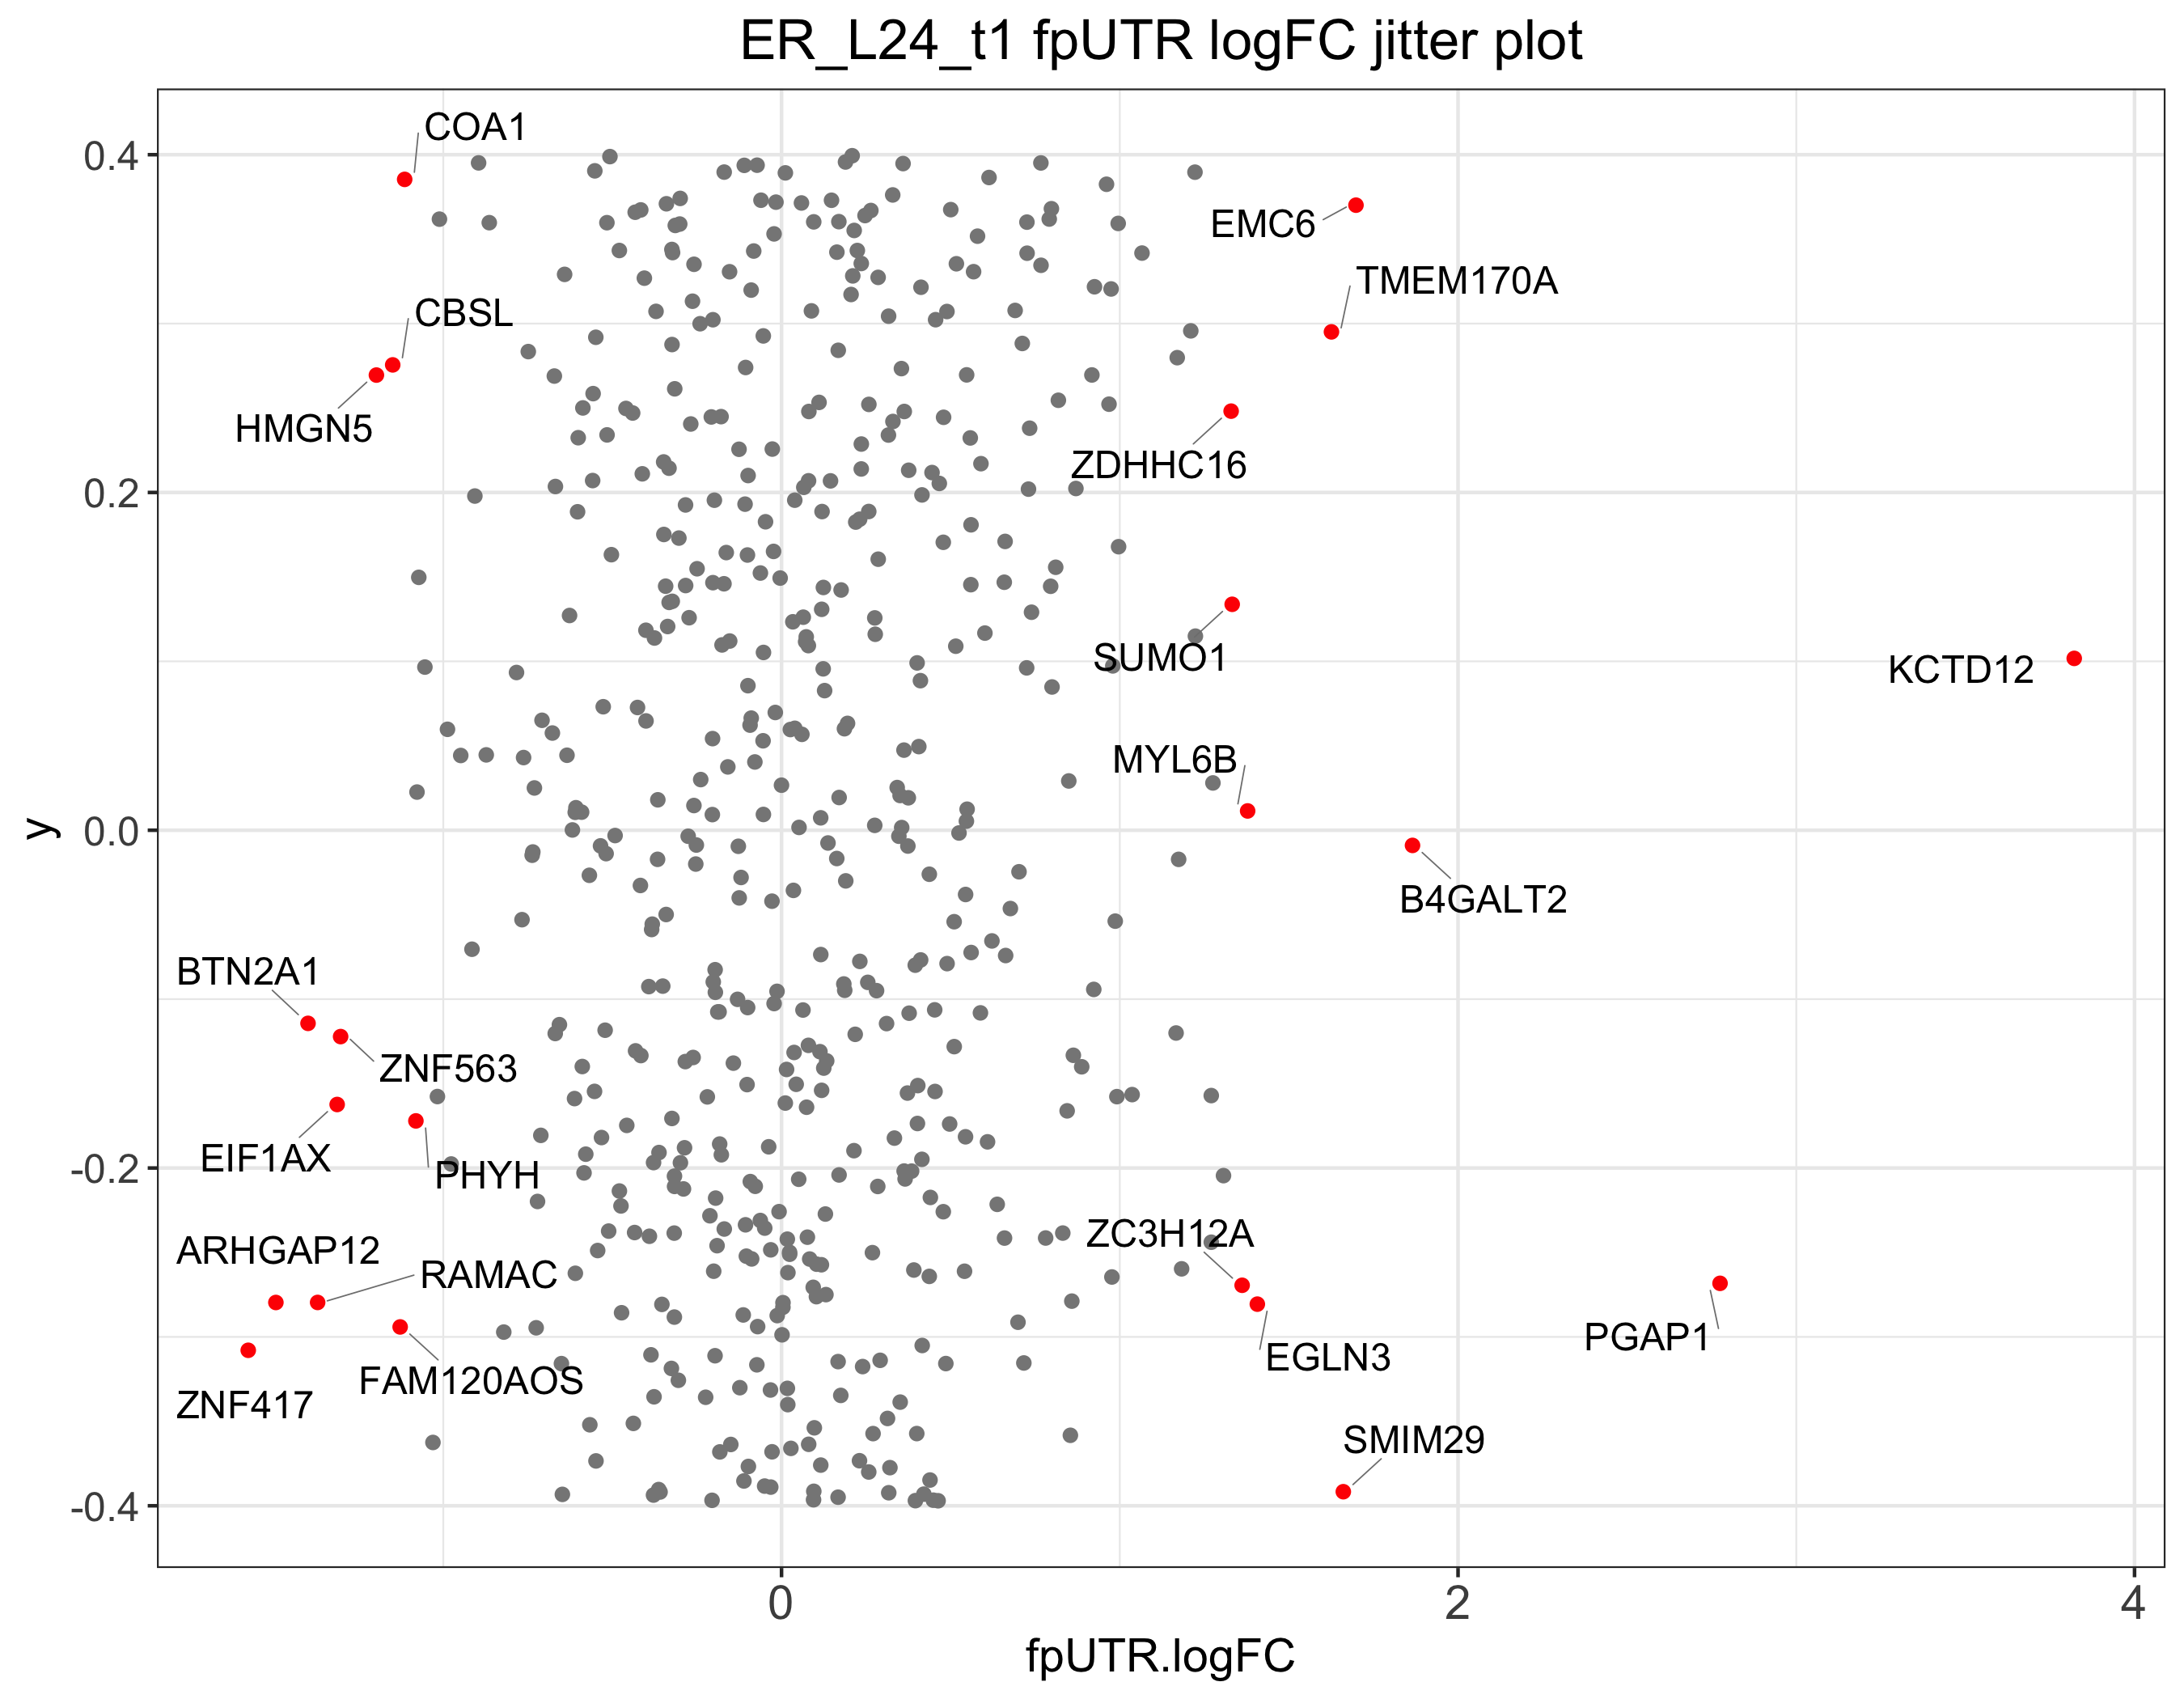 ER_L24_t1 fpUTR logFC jitter plot
COA1
0.4
EMC6
TMEM170A
CBSL
HMGN5
ZDHHC16
0.2
SUMO1
KCTD12
MYL6B
0.0
y
B4GALT2
BTN2A1
ZNF563
EIF1AX
PHYH
-0.2
ZC3H12A
ARHGAP12
RAMAC
PGAP1
EGLN3
FAM120AOS
ZNF417
SMIM29
-0.4
0
2
4
fpUTR.logFC